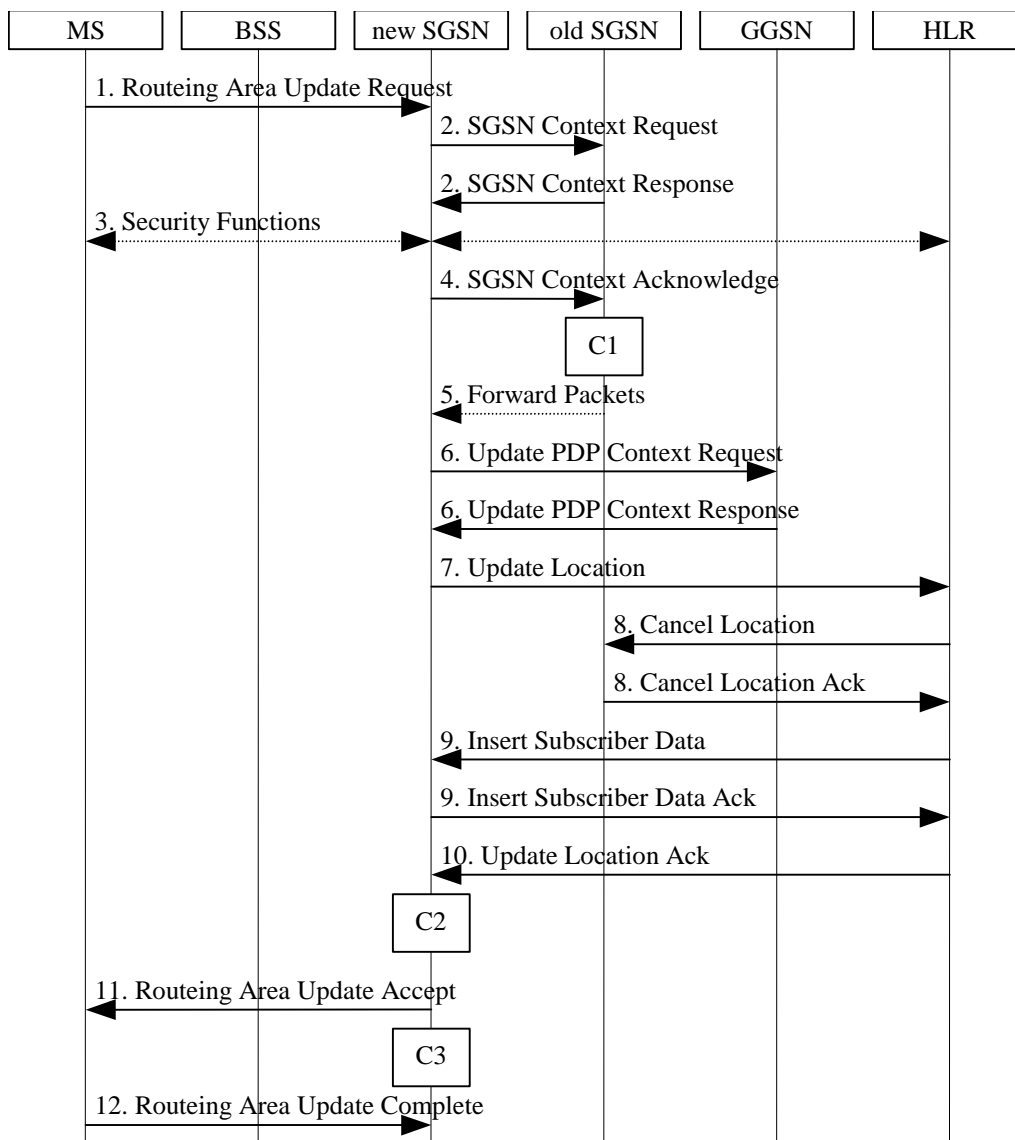 MS BSS new SGSN old SGSN GGSN HLR
1. Routeing Area Update Request
2. SGSN Context Request
2. SGSN Context Response
3. Security Functions
4. SGSN Context Acknowledge
C1
5. Forward Packets
6. Update PDP Context Request
6. Update PDP Context Response
7. Update Location
8. Cancel Location
8. Cancel Location Ack
9. Insert Subscriber Data
9. Insert Subscriber Data Ack
10. Update Location Ack
C2
11. Routeing Area Update Accept
C3
12. Routeing Area Update Complete